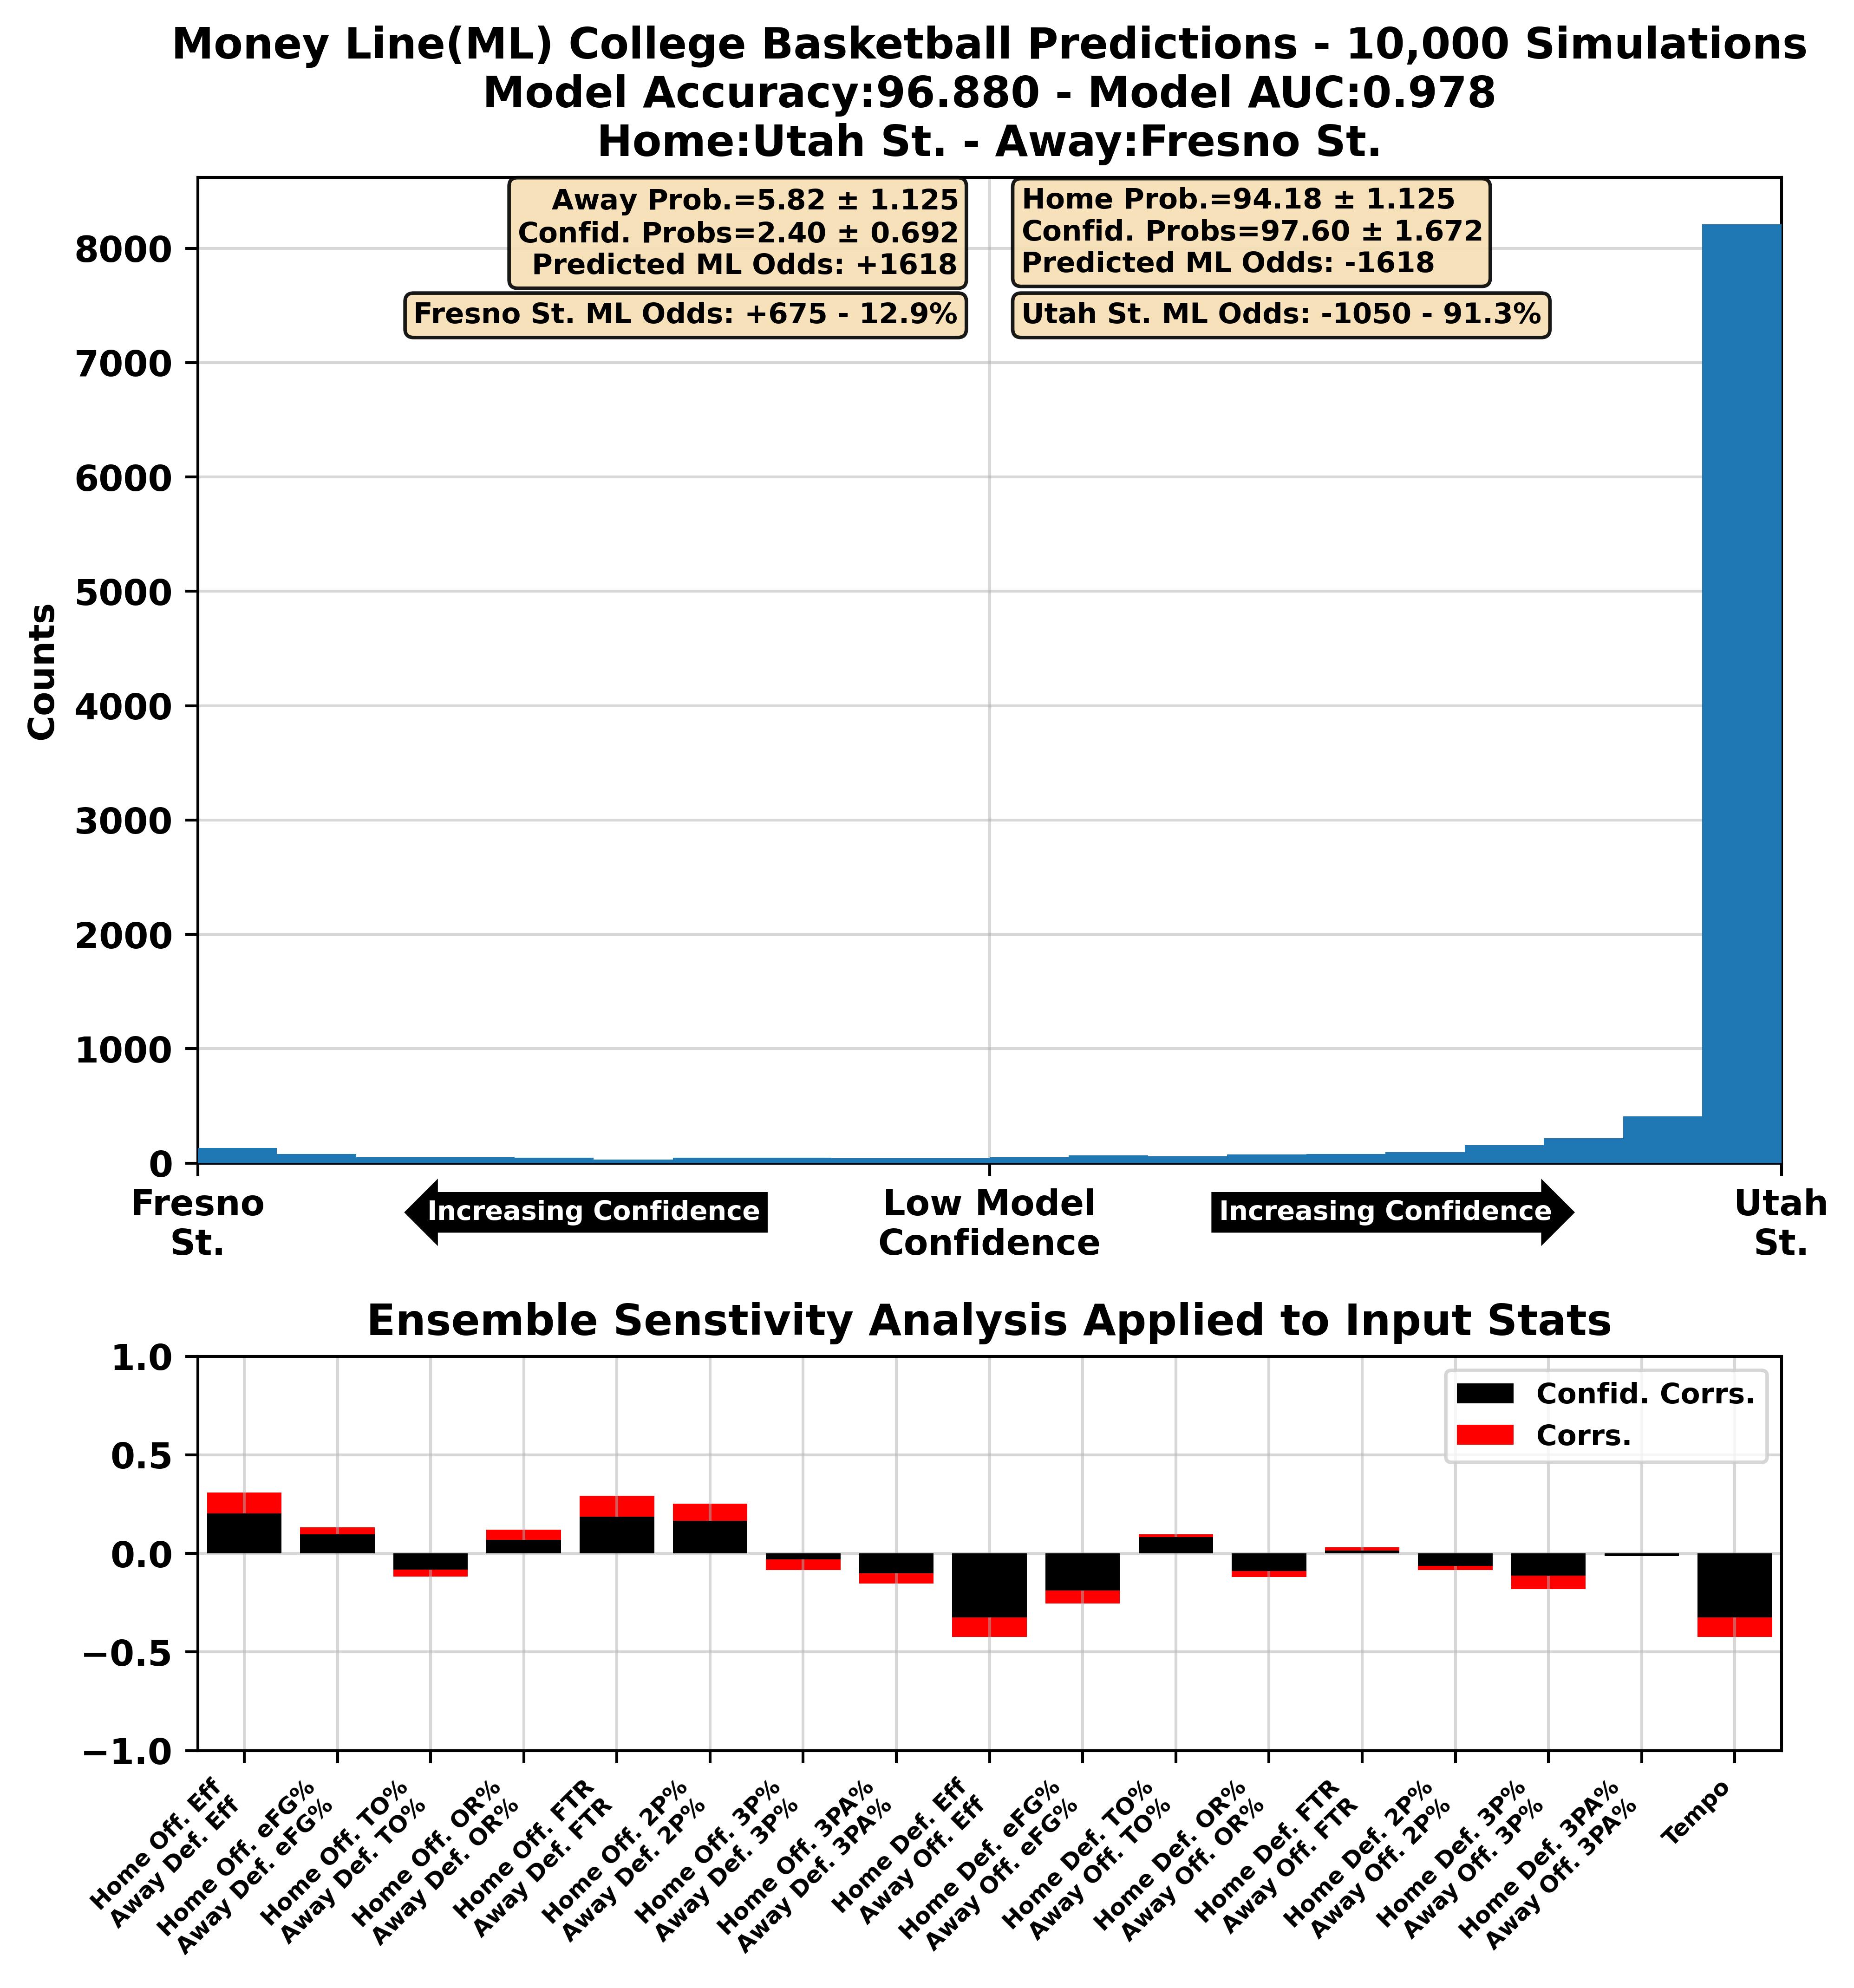 Money Line(ML) College Basketball Predictions - 10,000 Simulations
Model Accuracy:96.880 - Model AUC:0.978
Home:Utah St. - Away:Fresno St.
Away Prob.=5.82 ± 1.125
Confid. Probs=2.40 ± 0.692
Predicted ML Odds: +1618
Fresno St. ML Odds: +675 - 12.9%
Home Prob.=94.18 ± 1.125
Confid. Probs=97.60 ± 1.672
Predicted ML Odds: -1618
Utah St. ML Odds: -1050 - 91.3%
Counts
8000
7000
6000
5000
4000
3000
2000
1000
0
Fresno
St.
Increasing Confidence
Low Model
Confidence
Increasing Confidence
Utah
St.
Ensemble Senstivity Analysis Applied to Input Stats
1.0
0.5
0.0
−0.5
−1.0
Confid. Corrs.
Corrs.
Home Off. Eff
Away Def. Eff
Home Off. eFG%
Away Def. eFG%
Home Off. TO%
Away Def. TO%
Home Off. OR%
Away Def. OR%
Home Off. FTR
Away Def. FTR
Home Off. 2P%
Away Def. 2P%
Home Off. 3P%
Away Def. 3P%
Home Off. 3PA%
Away Def. 3PA%
Home Def. Eff
Away Off. Eff
Home Def. eFG%
Away Off. eFG%
Home Def. TO%
Away Off. TO%
Home Def. OR%
Away Off. OR%
Home Def. FTR
Away Off. FTR
Home Def. 2P%
Away Off. 2P%
Home Def. 3P%
Away Off. 3P%
Home Def. 3PA%
Away Off. 3PA%
Tempo